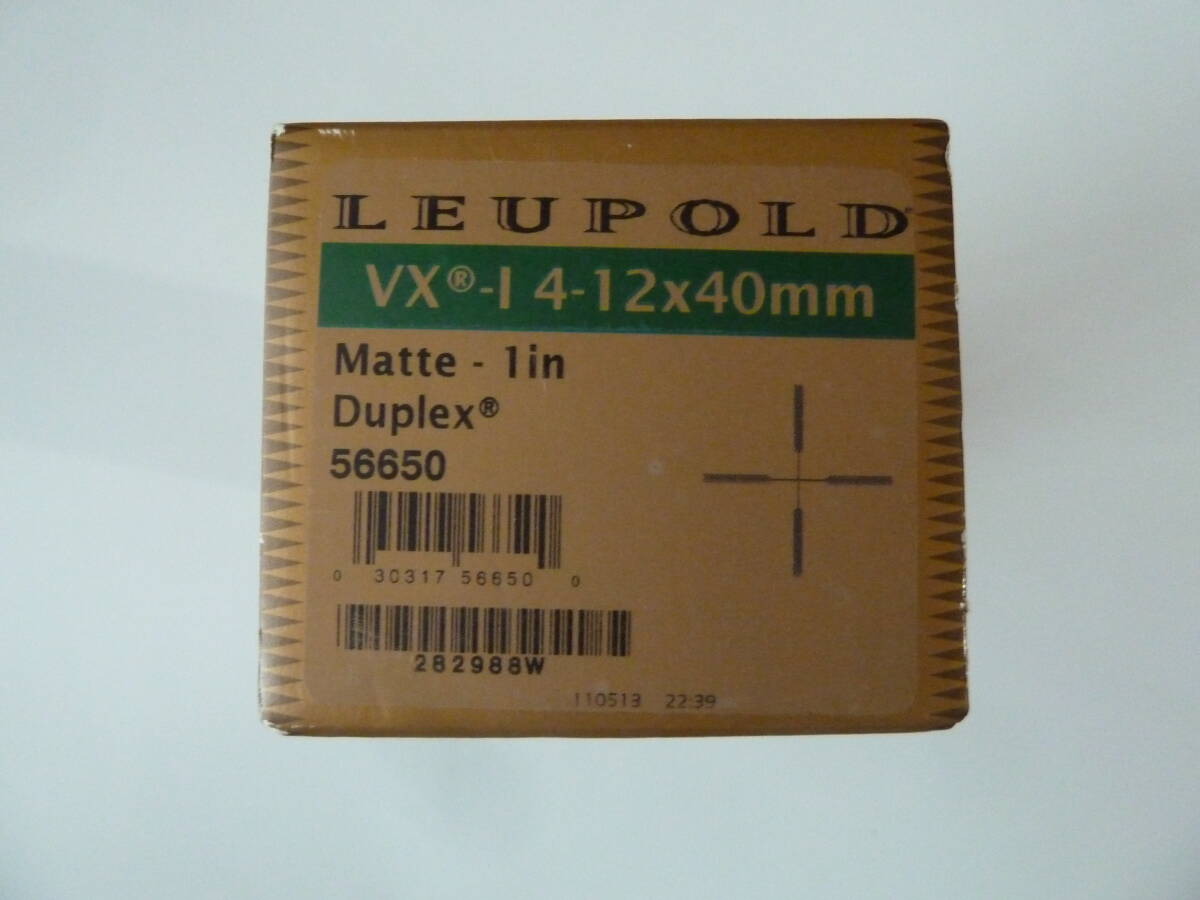 LEUPOLD
VX®-I 4-12x40mm
Matte - 1in
Duplex®
56650
0 30317 56650 0
282988W
110513 22:39